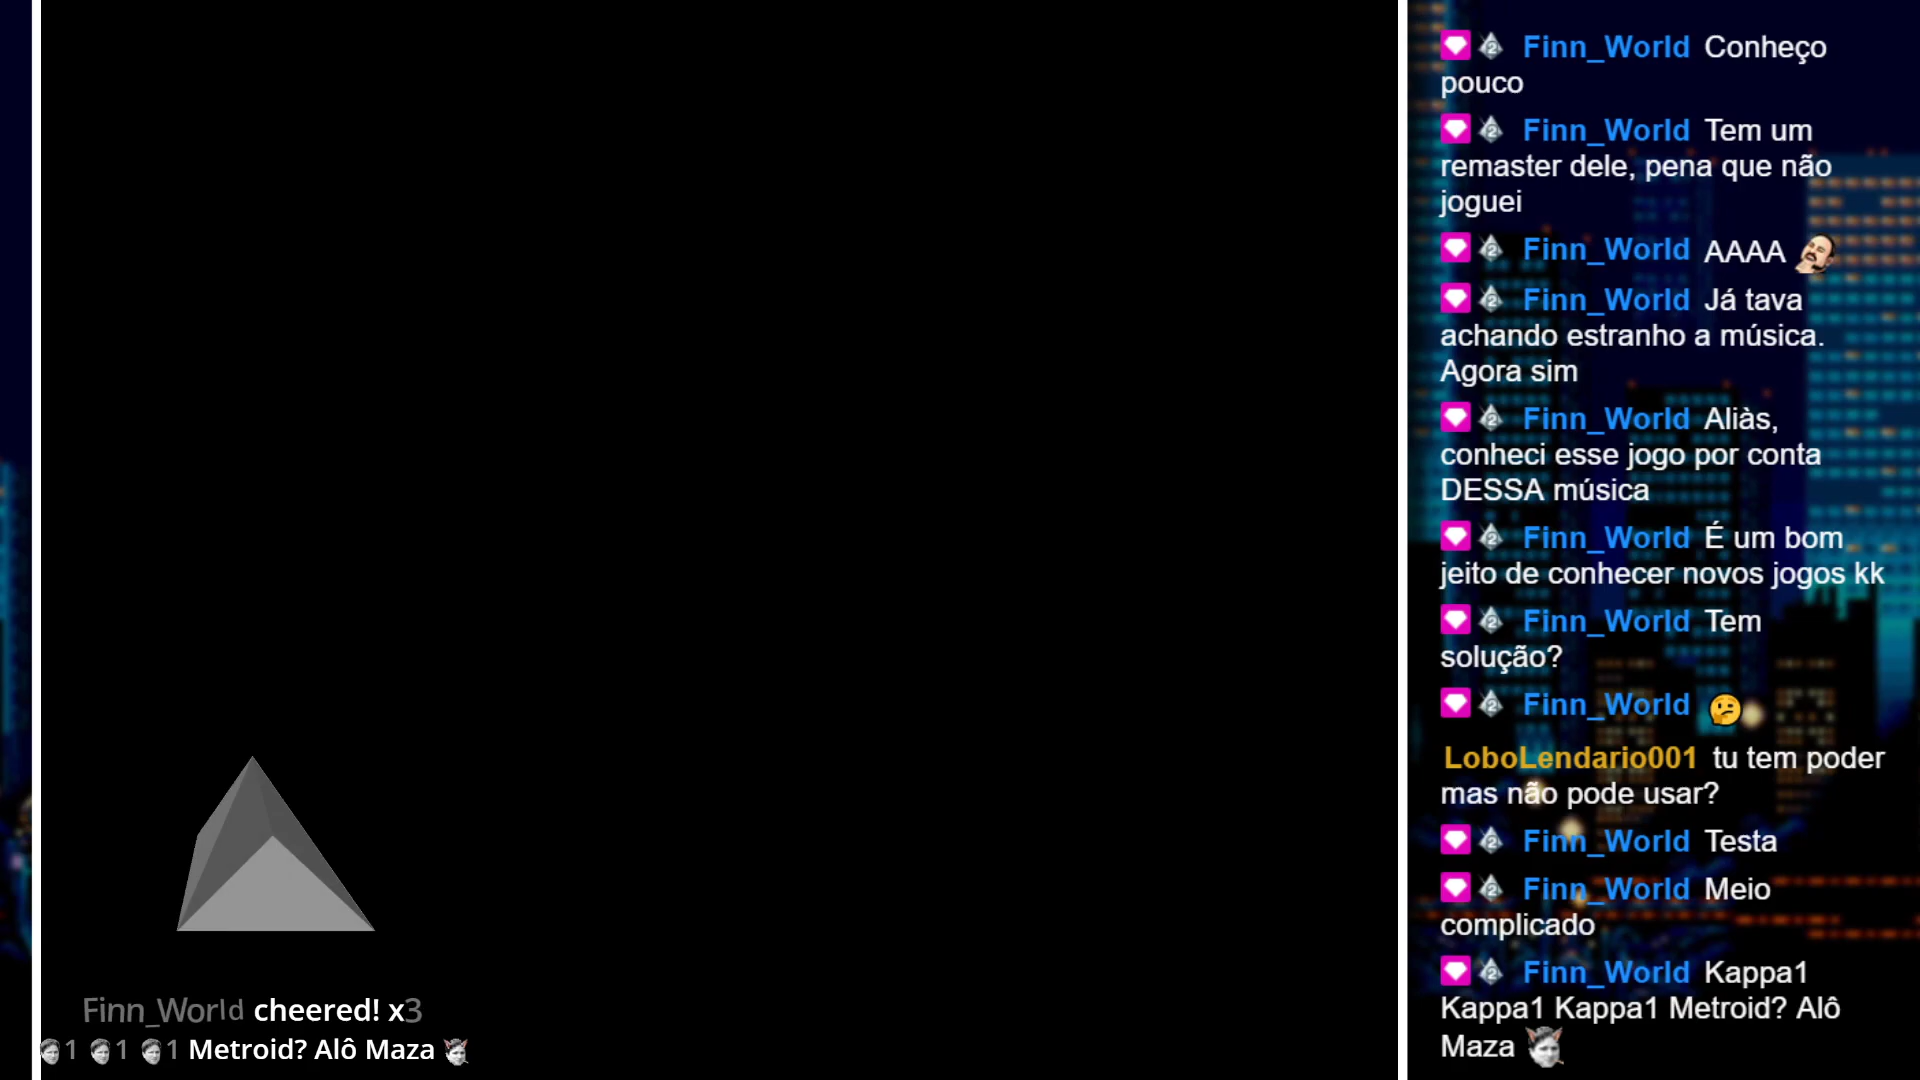 Finn_World Conheço
pouco
Finn_World Tem um
remaster dele, pena que não
joguei
Finn_World AAAA
Finn_World Já tava
achando estranho a música.
Agora sim
Finn_World Aliàs,
conheci esse jogo por conta
DESSA música
Finn_World É um bom
jeito de conhecer novos jogos kk
Finn_World Tem
solução?
Finn_World
LoboLendario001 tu tem poder
mas não pode usar?
Finn_World Testa
Finn_World Meio
complicado
Finn_World Kappa1
Kappa1 Kappa1 Metroid? Alô
Maza
Finn_World cheered! x3
1 1 1 Metroid? Alô Maza